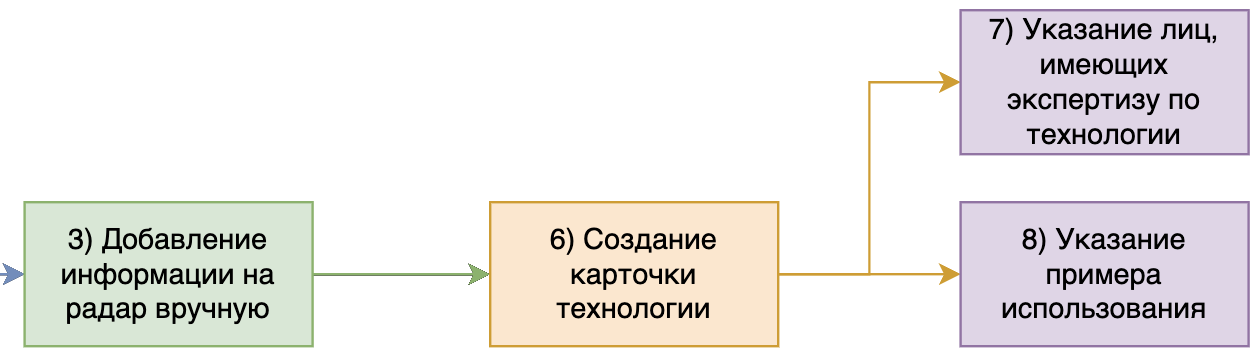 7) Указание лиц,
имеющих
экспертизу по
технологии
3) Добавление
информации на
радар вручную
6) Создание
карточки
технологии
8) Указание
примера
использования